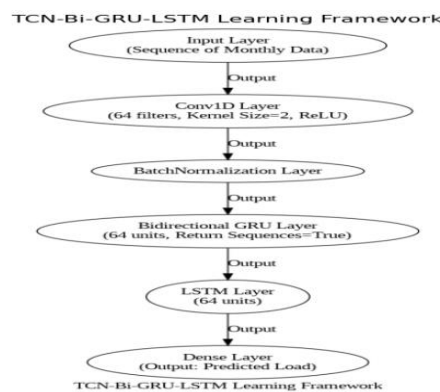 TCN-Bi-GRU-LSTM Learning Framework
Input Layer
(Sequence of Monthly Data)
Output
Conv1D Layer
(64 filters, Kernel Size=2, ReLU)
Output
BatchNormalization Layer
Output
Bidirectional GRU Layer
(64 units, Return Sequences=True)
Output
LSTM Layer
(64 units)
Output
Dense Layer
(Output: Predicted Load)
TCN-Bi-GRU-LSTM Learning Framework